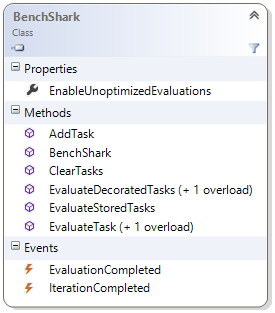 BenchShark
Class
Properties
EnableUnoptimizedEvaluations
Methods
AddTask
BenchShark
ClearTasks
EvaluateDecoratedTasks (+ 1 overload)
EvaluateStoredTasks
EvaluateTask (+ 1 overload)
Events
EvaluationCompleted
IterationCompleted